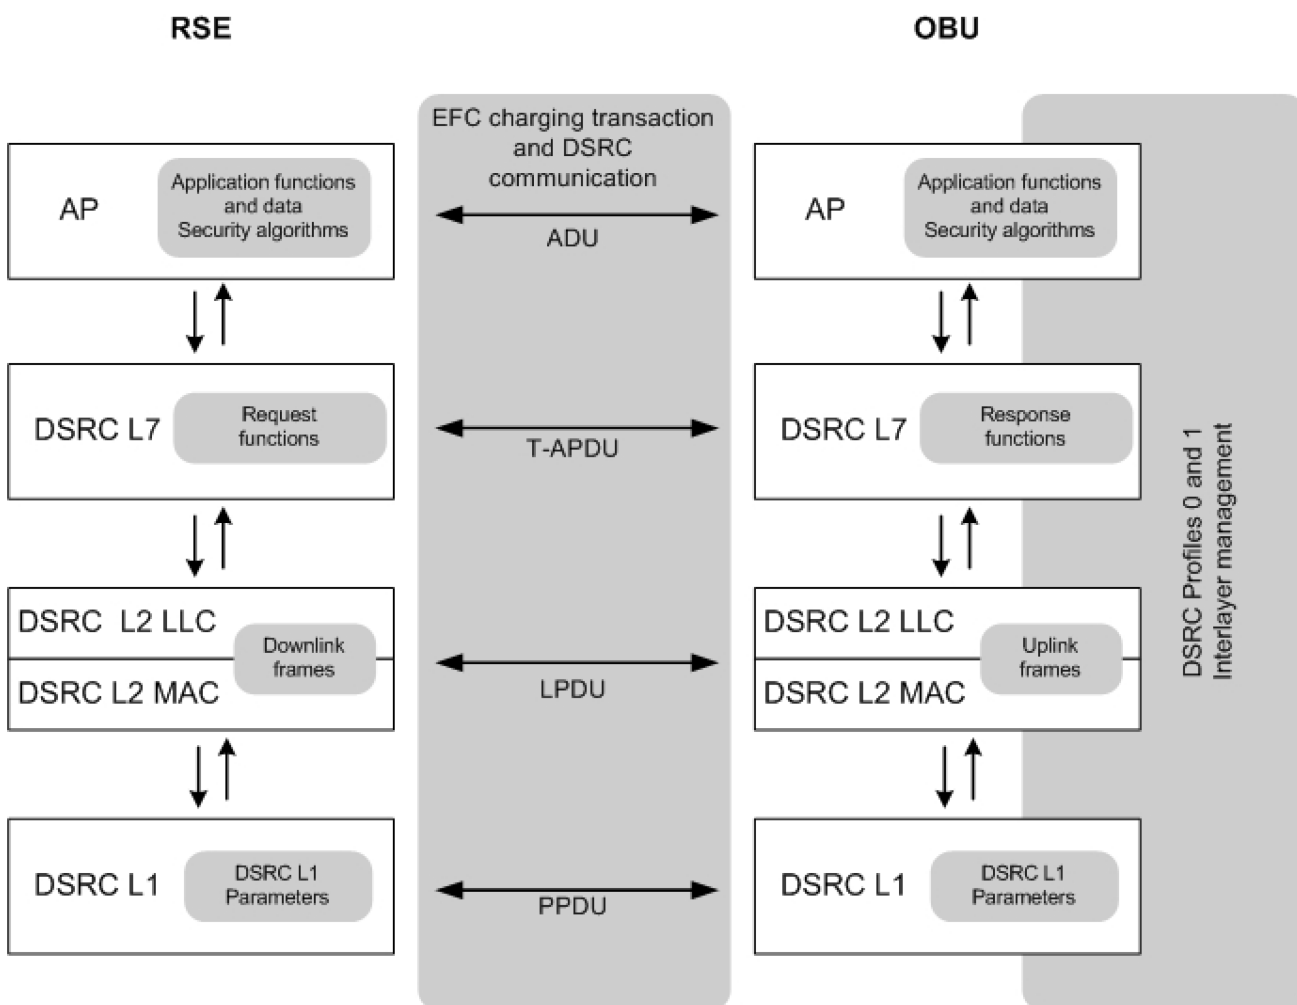 RSE
OBU
EFC charging transaction
and DSRC
communication
AP
Application functions
and data
Security algorithms
ADU
AP
Application functions
and data
Security algorithms
DSRC L7
Request
functions
T-APDU
DSRC L7
Response
functions
DSRC Profiles 0 and 1
Interlayer management
DSRC L2 LLC
DSRC L2 MAC
Downlink
frames
LPDU
DSRC L2 LLC
DSRC L2 MAC
Uplink
frames
DSRC L1
DSRC L1
Parameters
PPDU
DSRC L1
DSRC L1
Parameters